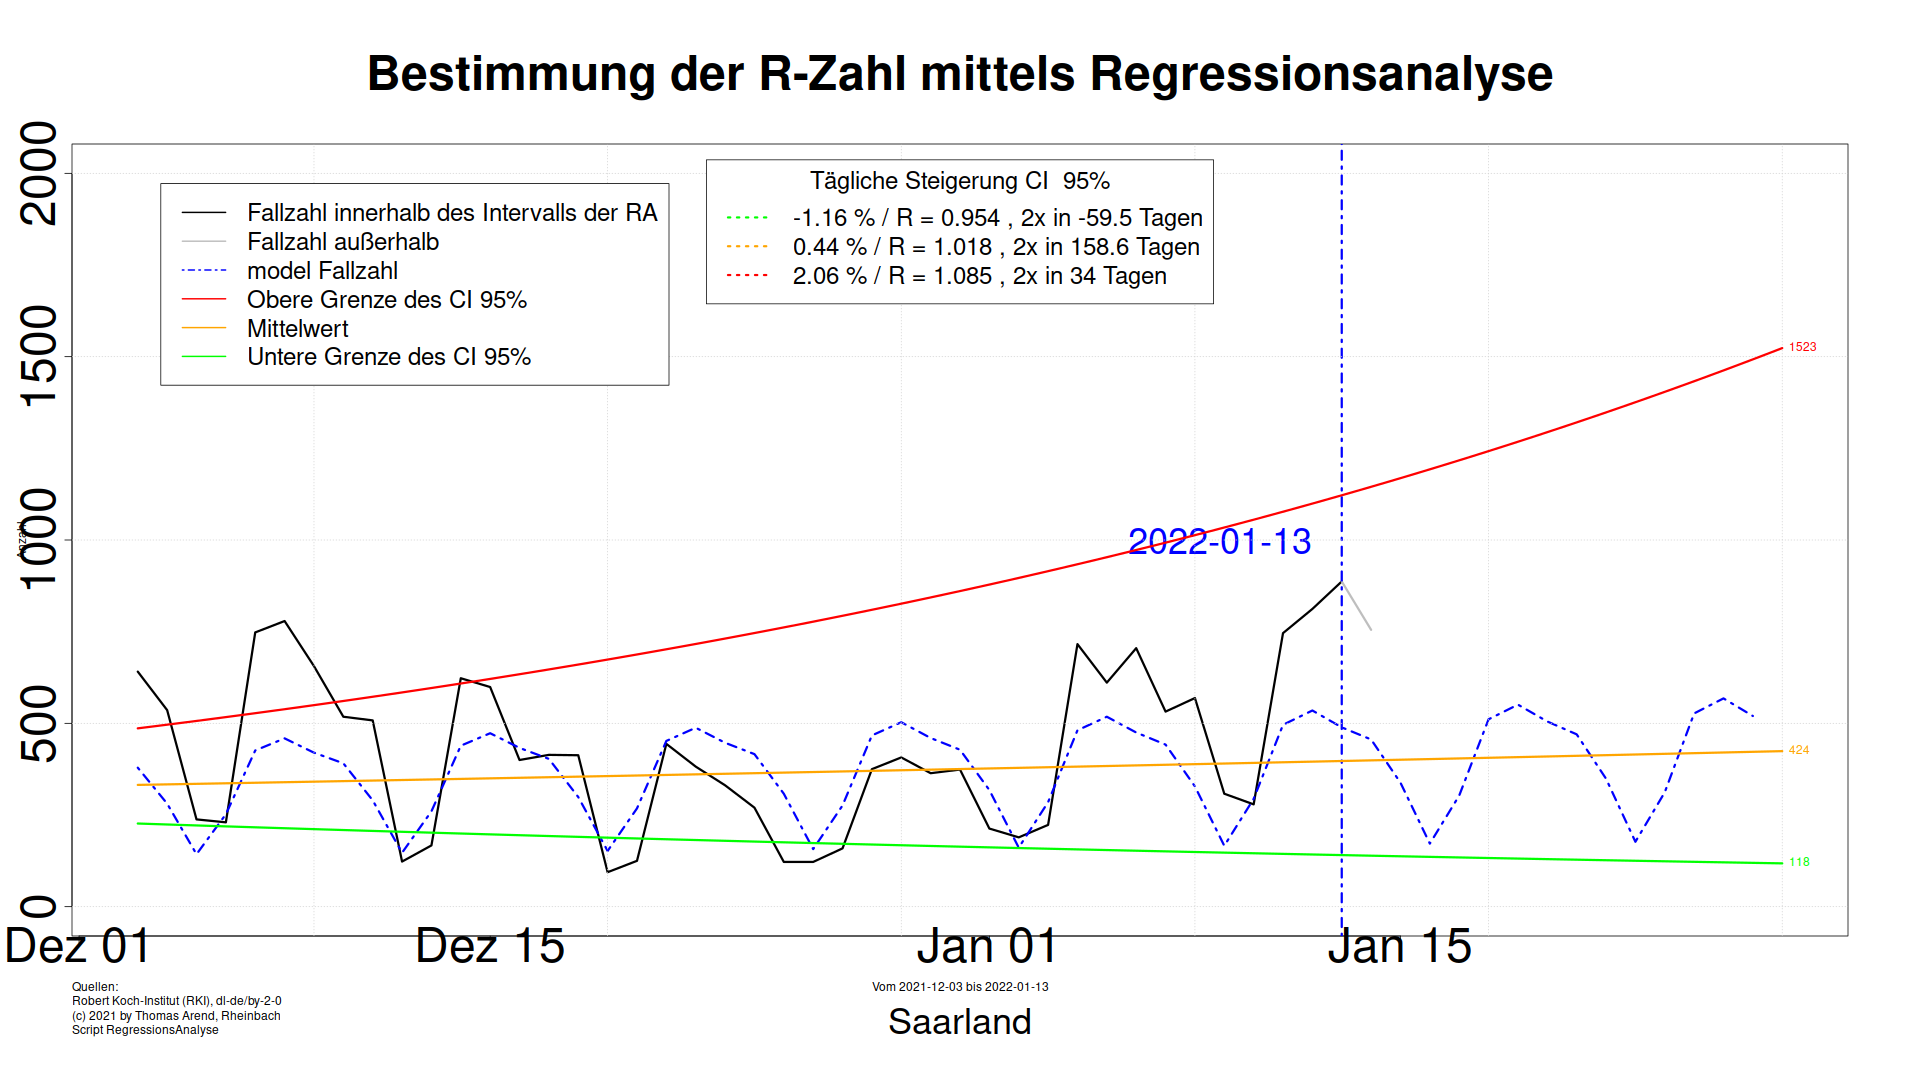 Bestimmung der R-Zahl mittels Regressionsanalyse
2000
1500
1000
500
0
Anzahl
Fallzahl innerhalb des Intervalls der RA
Fallzahl außerhalb
model Fallzahl
Obere Grenze des CI 95%
Mittelwert
Untere Grenze des CI 95%
Tägliche Steigerung CI  95%
-1.16 % / R = 0.954 , 2x in -59.5 Tagen
0.44 % / R = 1.018 , 2x in 158.6 Tagen
2.06 % / R = 1.085 , 2x in 34 Tagen
1523
2022-01-13
424
118
Dez 01
Dez 15
Jan 01
Jan 15
Quellen:
Robert Koch-Institut (RKI), dl-de/by-2-0
(c) 2021 by Thomas Arend, Rheinbach
Script RegressionsAnalyse
Vom 2021-12-03 bis 2022-01-13
Saarland